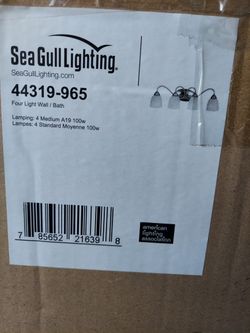 Sea Gull Lighting®
SeaGullLighting.com
44319-965
Four Light Wall / Bath
Lamping: 4 Medium A19 100w
Lampes: 4 Standard Moyenne 100w
american
lighting
association
7 85652 21639 8